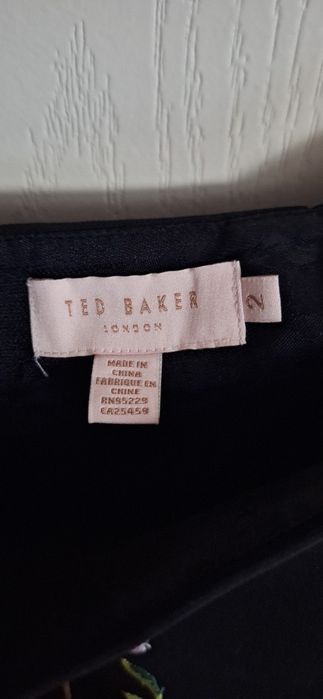 TED BAKER
LONDON
2
MADE IN
CHINA
FABRIQUE EN
CHINE
RN95229
CA25459